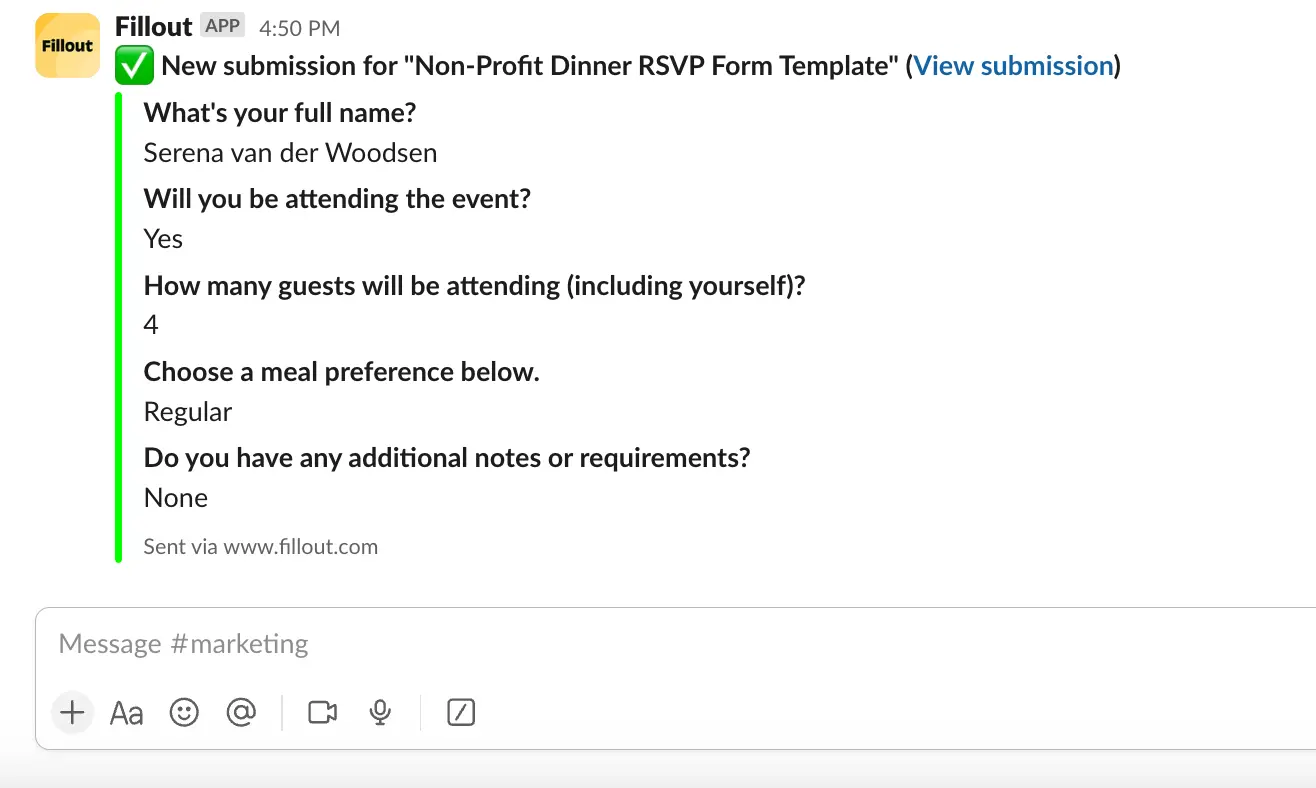 Fillout
Fillout APP 4:50 PM
✅ New submission for "Non-Profit Dinner RSVP Form Template" (View submission)
What's your full name?
Serena van der Woodsen
Will you be attending the event?
Yes
How many guests will be attending (including yourself)?
4
Choose a meal preference below.
Regular
Do you have any additional notes or requirements?
None
Sent via www.fillout.com
Message #marketing
Aa